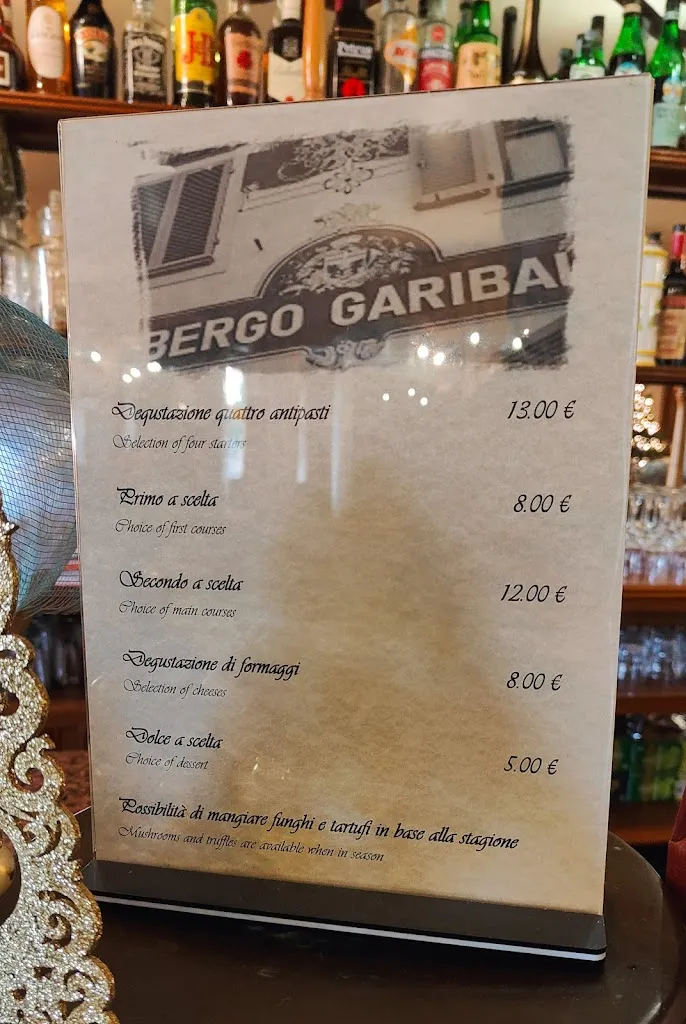 BERGO GARIBA
Degustazione quattro antipasti 13.00 €
Selection of four starters
Primo a scelta 8.00 €
Choice of first courses
Secondo a scelta 12.00 €
Choice of main courses
Degustazione di formaggi 8.00 €
Selection of cheeses
Dolce a scelta 5.00 €
Choice of dessert
Possibilità di mangiare funghi e tartufi in base alla stagione
Mushrooms and truffles are available when in season